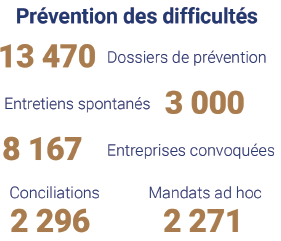 Prévention des difficultés
13 470 Dossiers de prévention
Entretiens spontanés 3 000
8 167 Entreprises convoquées
Conciliations Mandats ad hoc
2 296 2 271